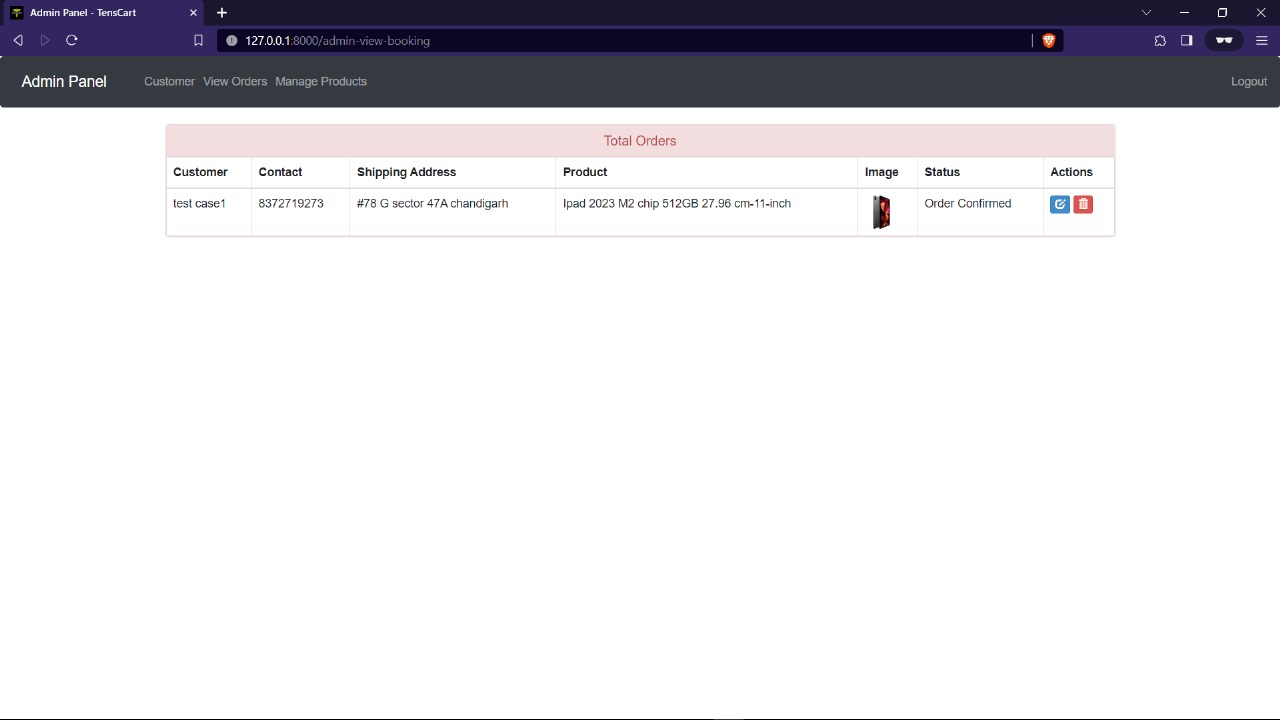 Admin Panel - TensCart
127.0.0.1:8000/admin-view-booking
Admin Panel Customer View Orders Manage Products Logout
Total Orders
Customer Contact Shipping Address Product Image Status Actions
test case1 8372719273 #78 G sector 47A chandigarh Ipad 2023 M2 chip 512GB 27.96 cm-11-inch Order Confirmed